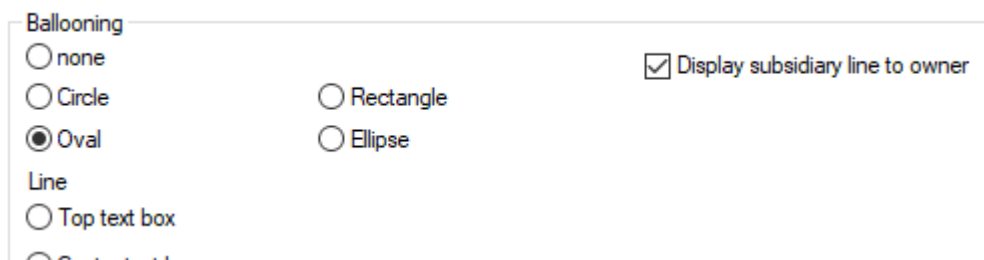 Ballooning
none
Display subsidiary line to owner
Circle
Rectangle
Oval
Ellipse
Line
Top text box